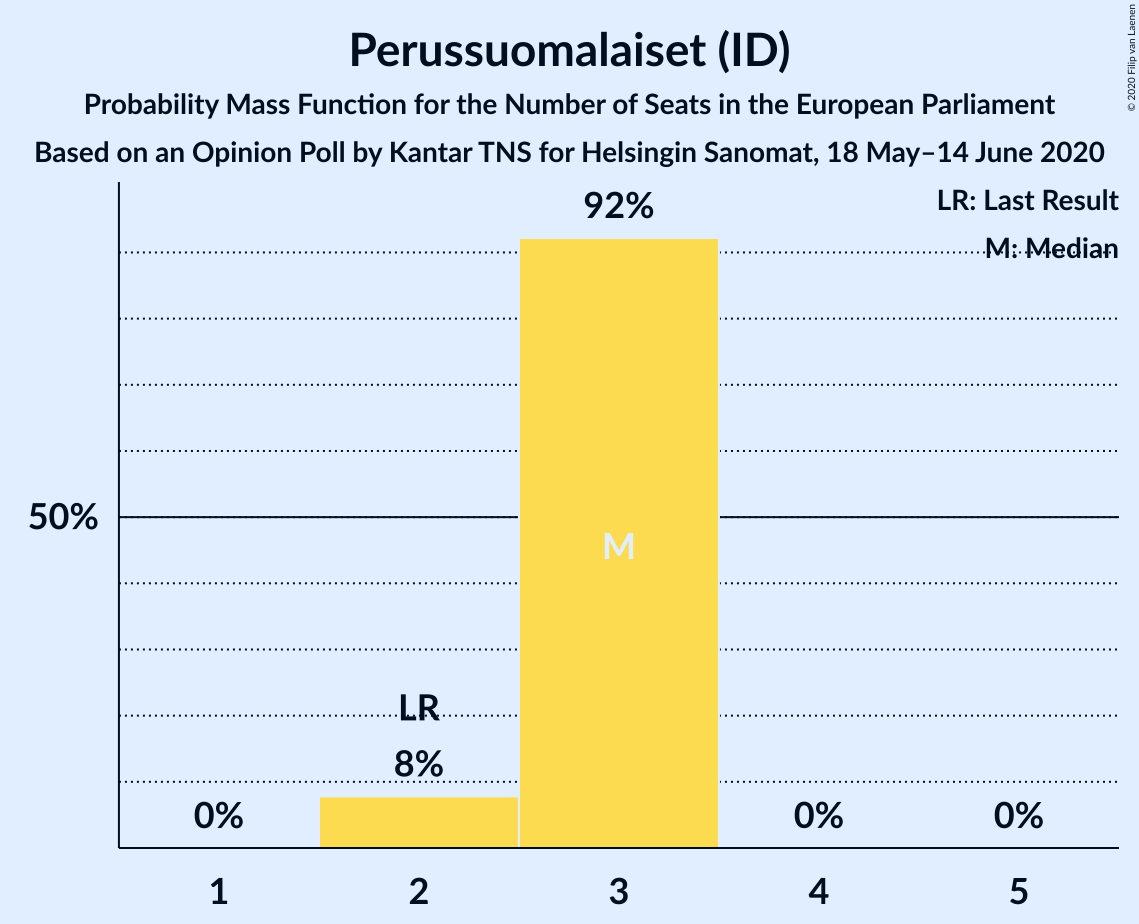 Perussuomalaiset (ID)
Probability Mass Function for the Number of Seats in the European Parliament
Based on an Opinion Poll by Kantar TNS for Helsingin Sanomat, 18 May–14 June 2020
© 2020 Filip van Laenen
LR: Last Result
M: Median
92%
50%
M
LR
8%
0%
0%
0%
1
2
3
4
5